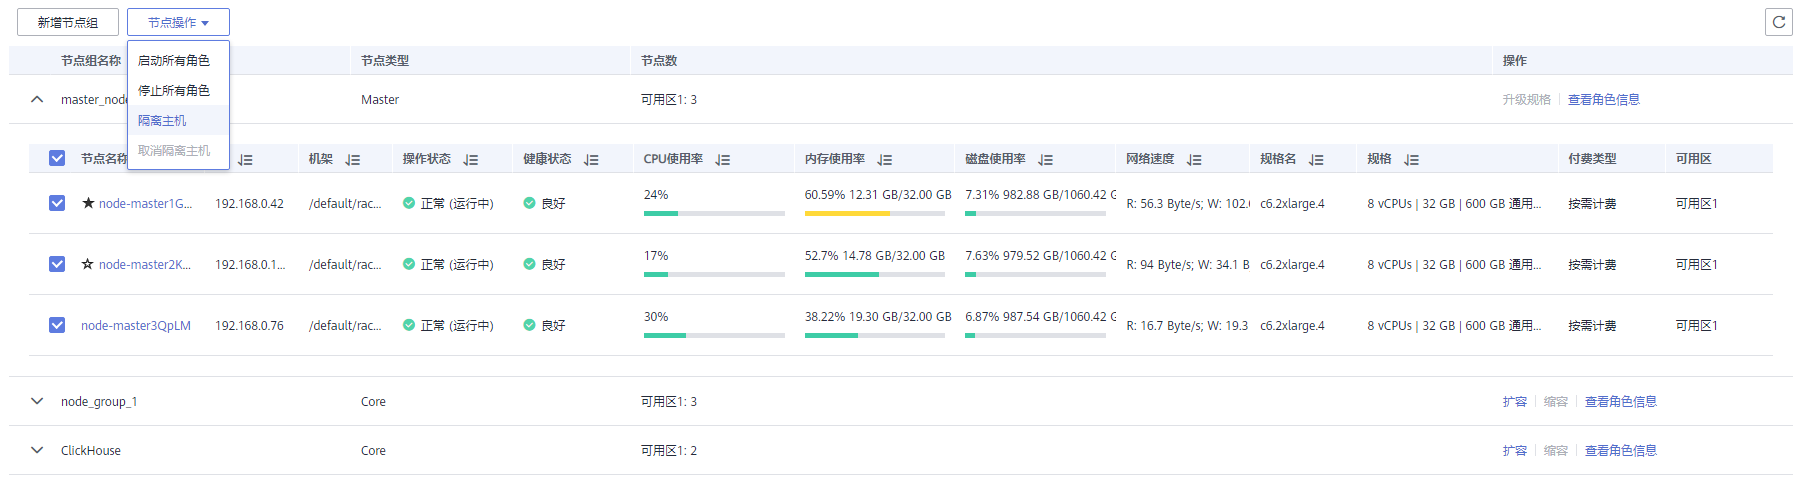 新增节点组 节点操作
节点组名称 节点类型 节点数 操作
启动所有角色
停止所有角色
隔离主机
取消隔离主机
master_node Master 可用区1: 3 升级规格 查看角色信息
节点名称 机架 操作状态 健康状态 CPU使用率 内存使用率 磁盘使用率 网络速度 规格名 规格 付费类型 可用区
★ node-master1G... 192.168.0.42 /default/rac... 正常 (运行中) 良好 24% 60.59% 12.31 GB/32.00 GB 7.31% 982.88 GB/1060.42 G R: 56.3 Byte/s; W: 102. c6.2xlarge.4 8 vCPUs | 32 GB | 600 GB 通用... 按需计费 可用区1
☆ node-master2K... 192.168.0.1... /default/rac... 正常 (运行中) 良好 17% 52.7% 14.78 GB/32.00 GB 7.63% 979.52 GB/1060.42 G R: 94 Byte/s; W: 34.1 B c6.2xlarge.4 8 vCPUs | 32 GB | 600 GB 通用... 按需计费 可用区1
node-master3QpLM 192.168.0.76 /default/rac... 正常 (运行中) 良好 30% 38.22% 19.30 GB/32.00 GB 6.87% 987.54 GB/1060.42 G R: 16.7 Byte/s; W: 19.3 c6.2xlarge.4 8 vCPUs | 32 GB | 600 GB 通用... 按需计费 可用区1
node_group_1 Core 可用区1: 3 扩容 缩容 查看角色信息
ClickHouse Core 可用区1: 2 扩容 缩容 查看角色信息